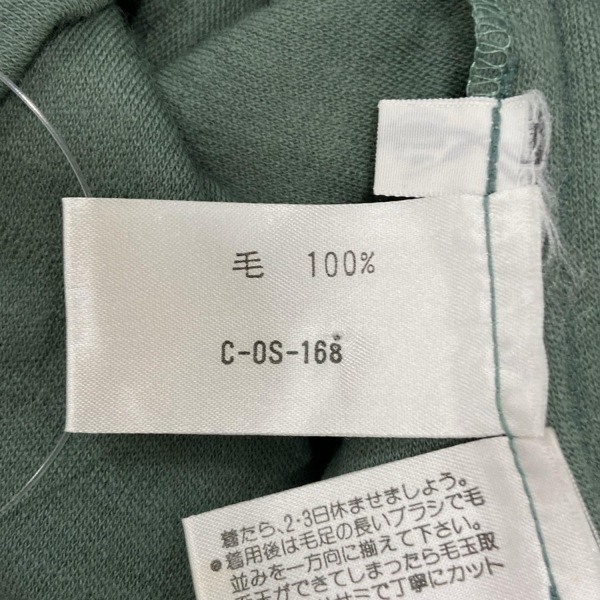 毛 100%
C-OS-168
着たら、2・3日休ませましょう。
●着用後は毛足の長いブラシで毛
並みを一方向に揃えて下さい。
毛玉ができてしまったら毛玉取
サミで丁寧にカット